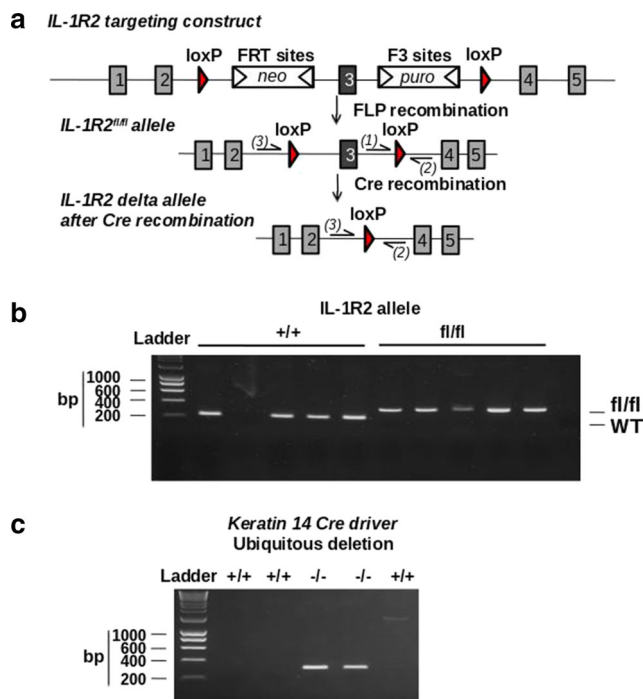 a
IL-1R2 targeting construct
loxP FRT sites F3 sites loxP
1 2 neo 3 puro 4 5
FLP recombination
IL-1R2fl/fl allele
loxP loxP
1 2 (3) 3 (1) (2) 4 5
Cre recombination
IL-1R2 delta allele
after Cre recombination
loxP
1 2 (3) (2) 4 5
b
IL-1R2 allele
Ladder +/+ fl/fl
bp
1000
600
400
200
fl/fl
WT
c
Keratin 14 Cre driver
Ubiquitous deletion
Ladder +/+ +/+ -/- -/- +/+
bp
1000
600
400
200